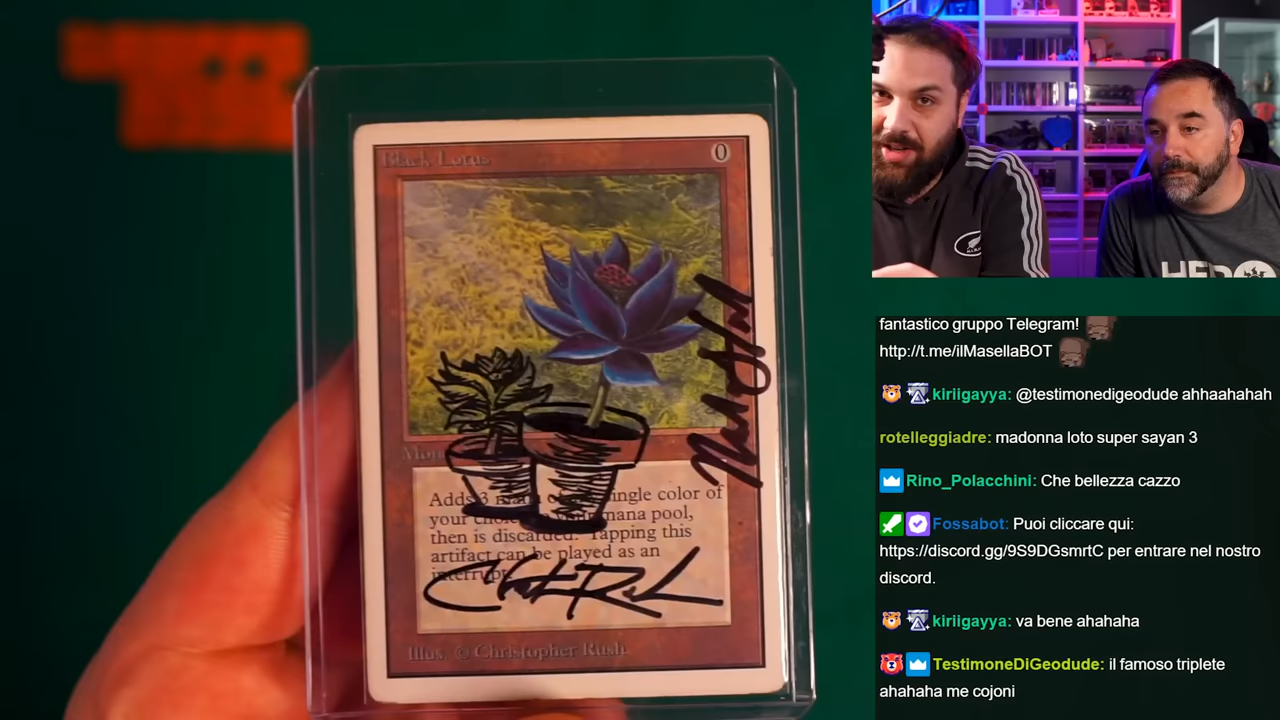 Black Lotus 0
Adds 3 mana of single color of
your mana pool,
then is discarded. Tapping this
artifact can be played as an
interrupt.
Illus. © Christopher Rush
fantastico gruppo Telegram!
http://t.me/ilMasellaBOT
kiriigayya: @testimonedigeodude ahhaahahah
rotelleggiadre: madonna loto super sayan 3
Rino_Polacchini: Che bellezza cazzo
Fossabot: Puoi cliccare qui:
https://discord.gg/9S9DGsmrtC per entrare nel nostro
discord.
kiriigayya: va bene ahahaha
TestimoneDiGeodude: il famoso triplete
ahahaha me cojoni